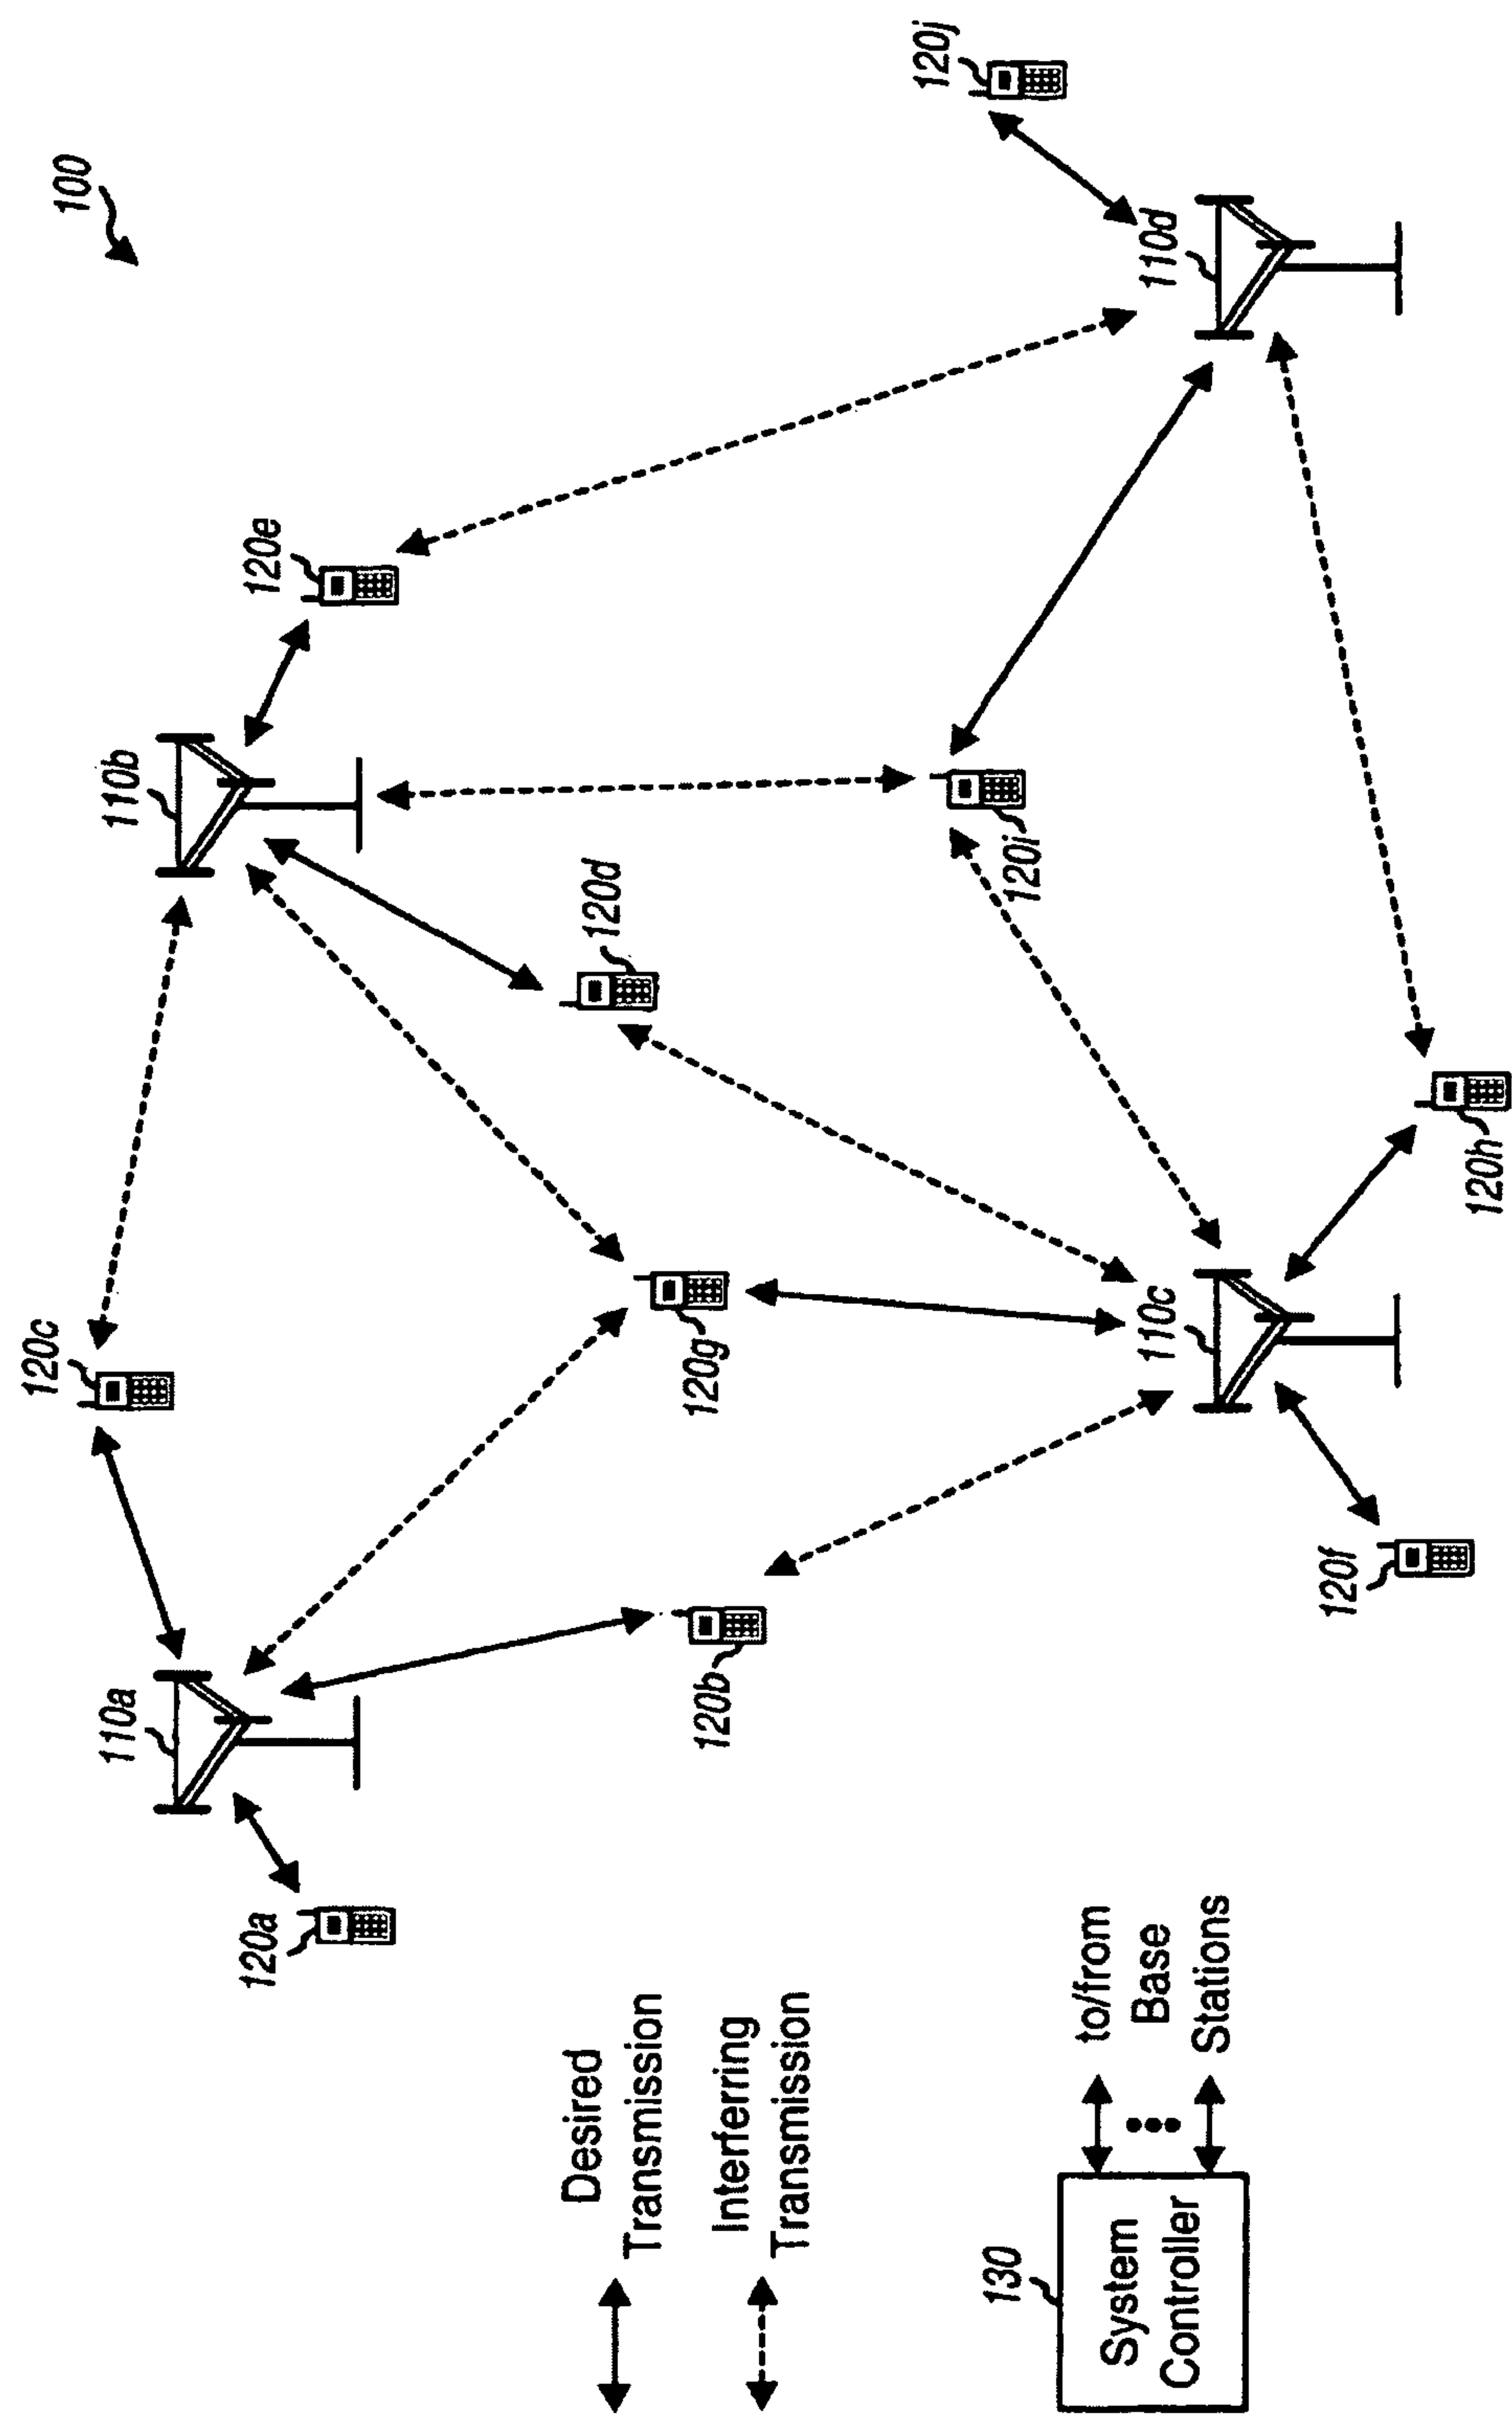 100
120c
110a
110b
120e
120a
120d
120j
120g
120b
120i
110c
110d
120f
120h
Desired
Transmission
Interfering
Transmission
130
System
Controller
to/from
Base
Stations